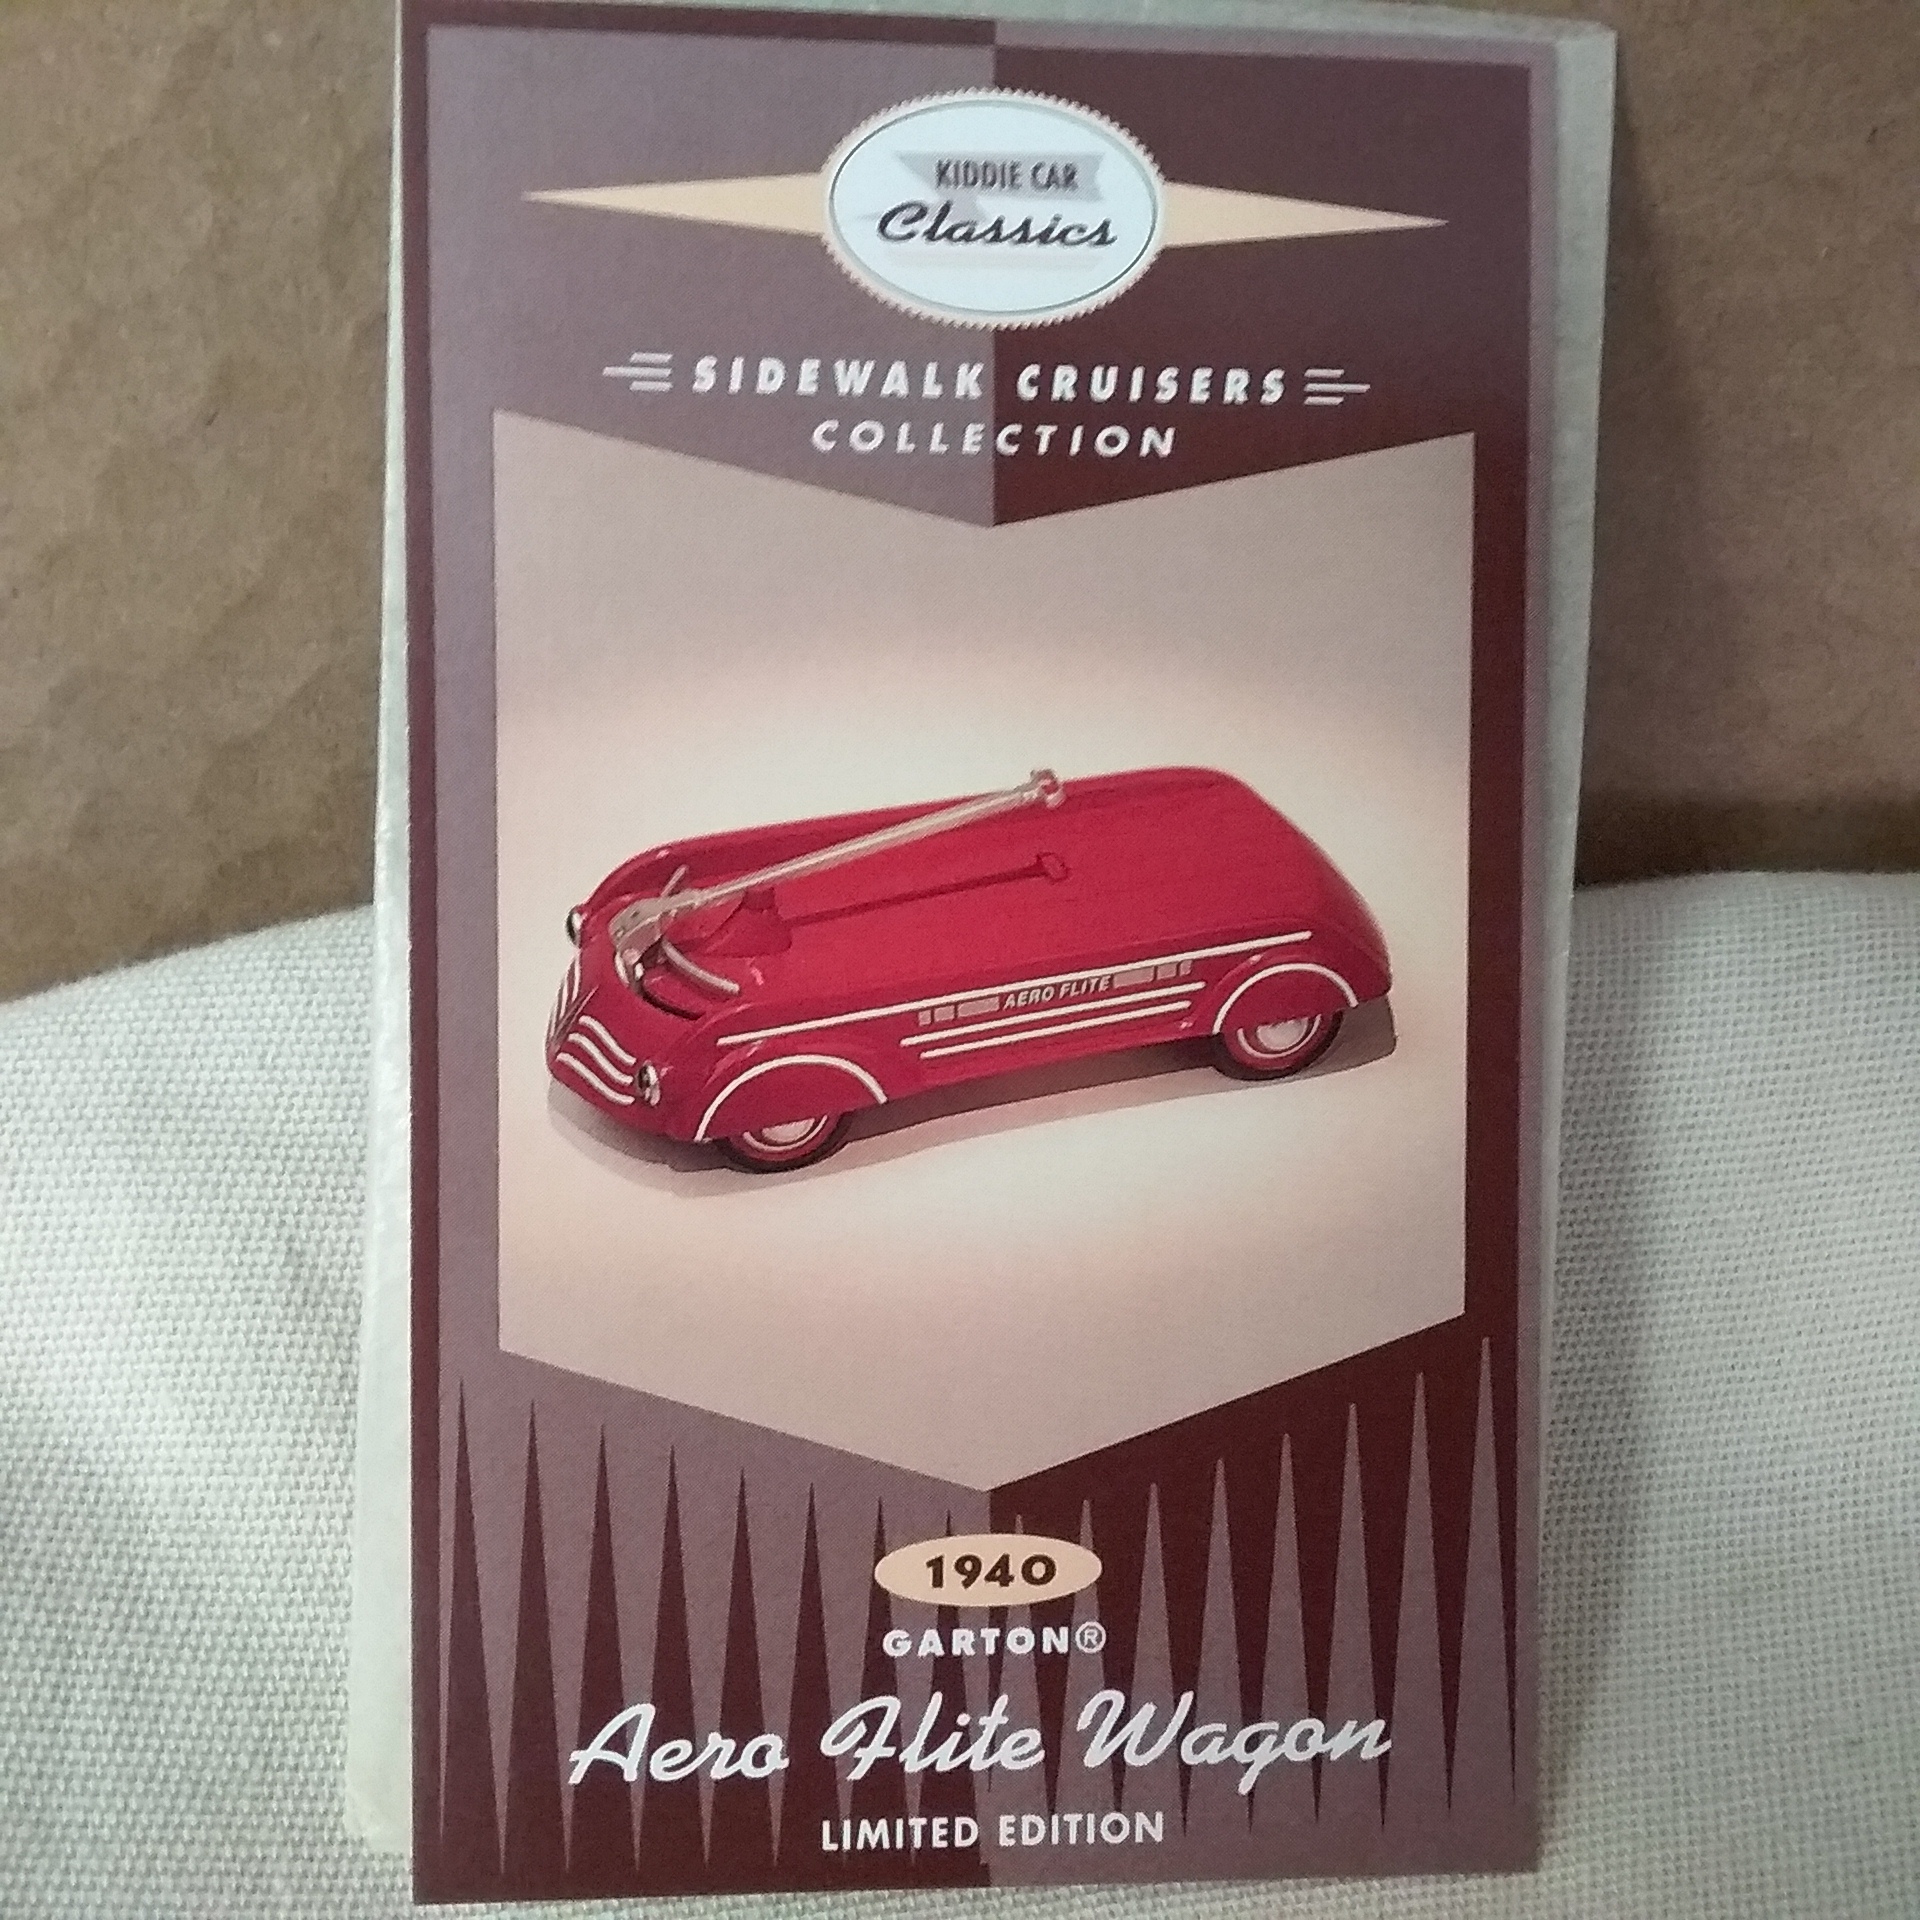 KIDDIE CAR
Classics
SIDEWALK CRUISERS
COLLECTION
AERO FLITE
1940
GARTON®
Aero Flite Wagon
LIMITED EDITION